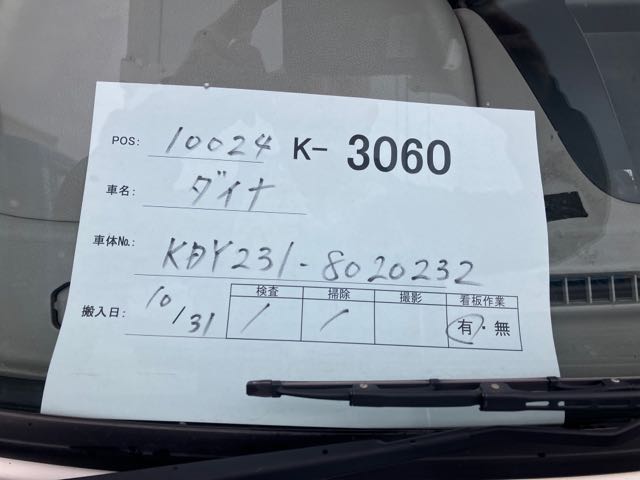 POS: 10024 K- 3060
車名: ダイナ
車体No.: KDY231-8020232
搬入日: 10/31
検査 掃除 撮影 看板作業
/ / 有・無